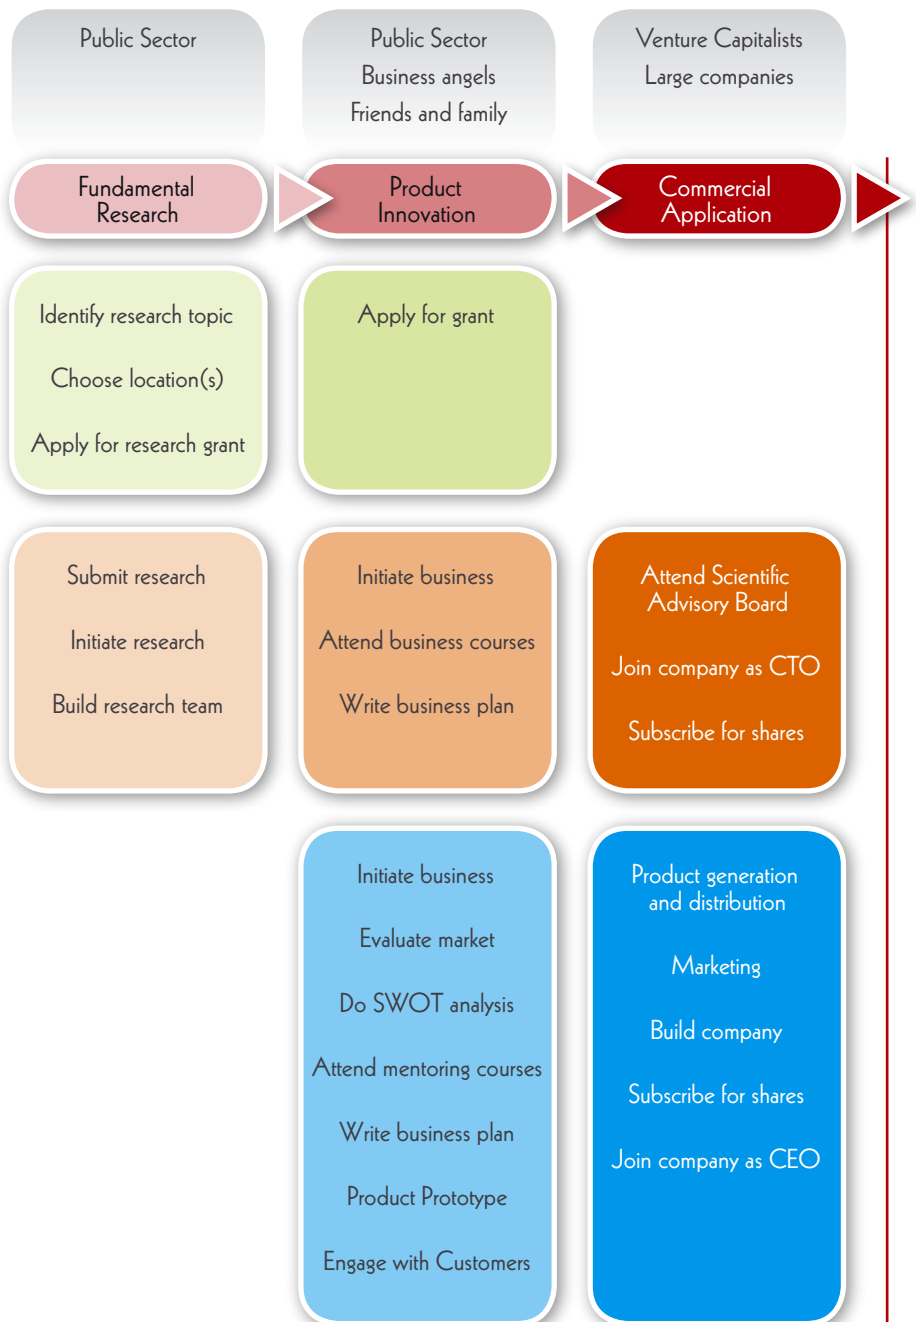 Public Sector
Public Sector
Business angels
Friends and family
Venture Capitalists
Large companies
Fundamental
Research
Product
Innovation
Commercial
Application
Identify research topic
Choose location(s)
Apply for research grant
Apply for grant
Submit research
Initiate research
Build research team
Initiate business
Attend business courses
Write business plan
Attend Scientific
Advisory Board
Join company as CTO
Subscribe for shares
Initiate business
Evaluate market
Do SWOT analysis
Attend mentoring courses
Write business plan
Product Prototype
Engage with Customers
Product generation
and distribution
Marketing
Build company
Subscribe for shares
Join company as CEO